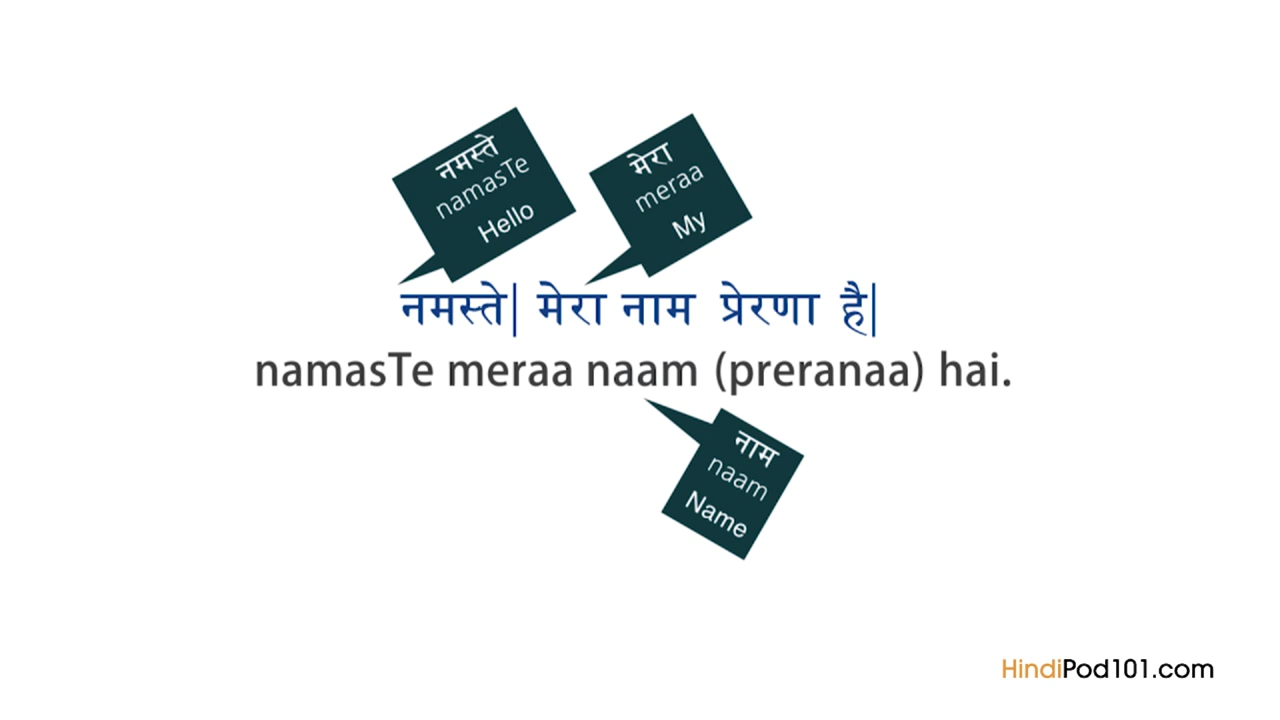 नमस्ते
namasTe
Hello
मेरा
meraa
My
नमस्ते| मेरा नाम प्रेरणा है|
namasTe meraa naam (preranaa) hai.
नाम
naam
Name
HindiPod101.com